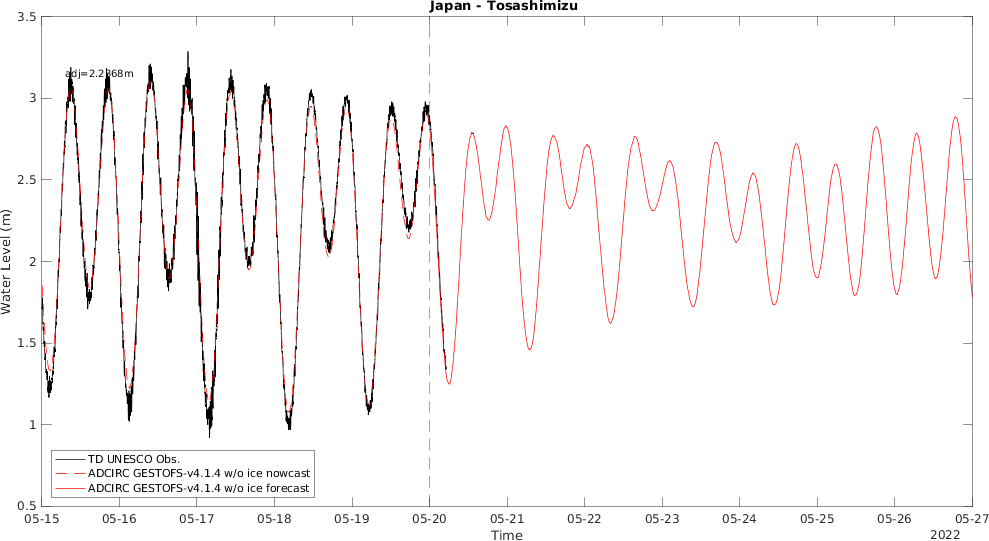 Japan - Tosashimizu
3.5
3
2.5
2
1.5
1
0.5
Water Level (m)
adj=2.2368m
TD UNESCO Obs.
ADCIRC GESTOFS-v4.1.4 w/o ice nowcast
ADCIRC GESTOFS-v4.1.4 w/o ice forecast
05-15 05-16 05-17 05-18 05-19 05-20 05-21 05-22 05-23 05-24 05-25 05-26 05-27
Time
2022